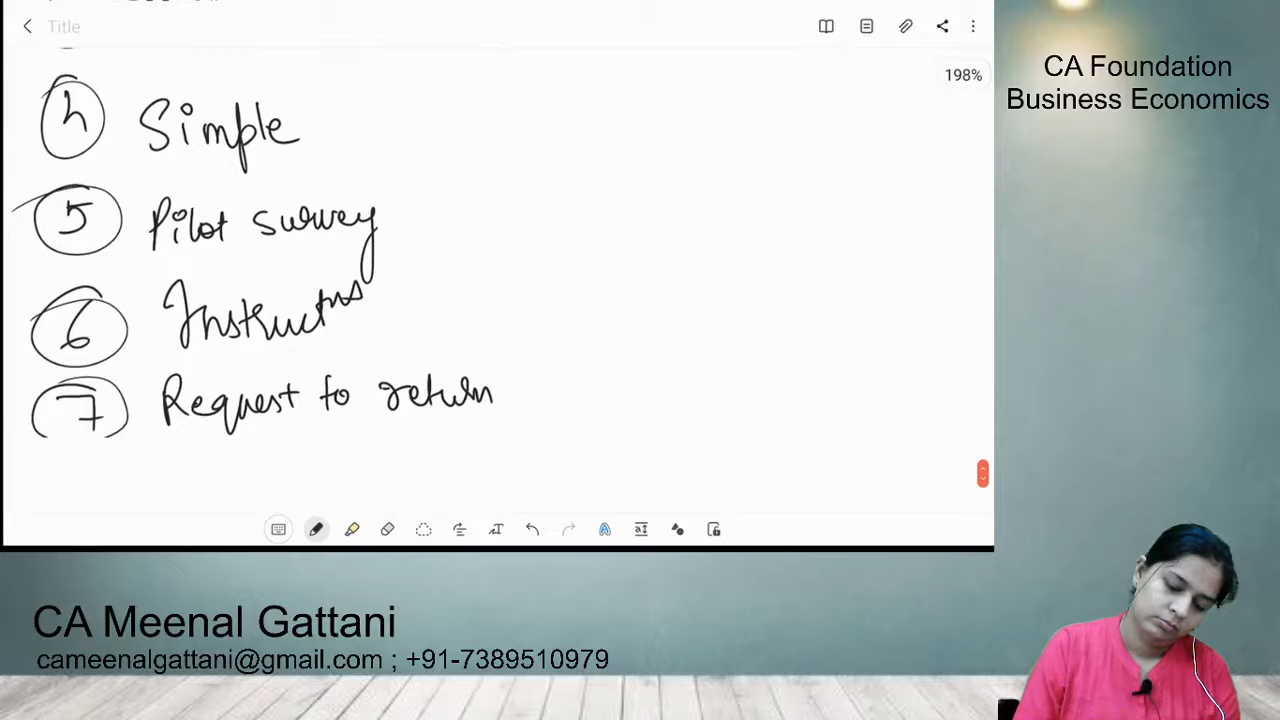 Title
198%
CA Foundation
Business Economics
4 Simple
5 Pilot survey
6 Instructns
7 Request to return
CA Meenal Gattani
cameenalgattani@gmail.com ; +91-7389510979